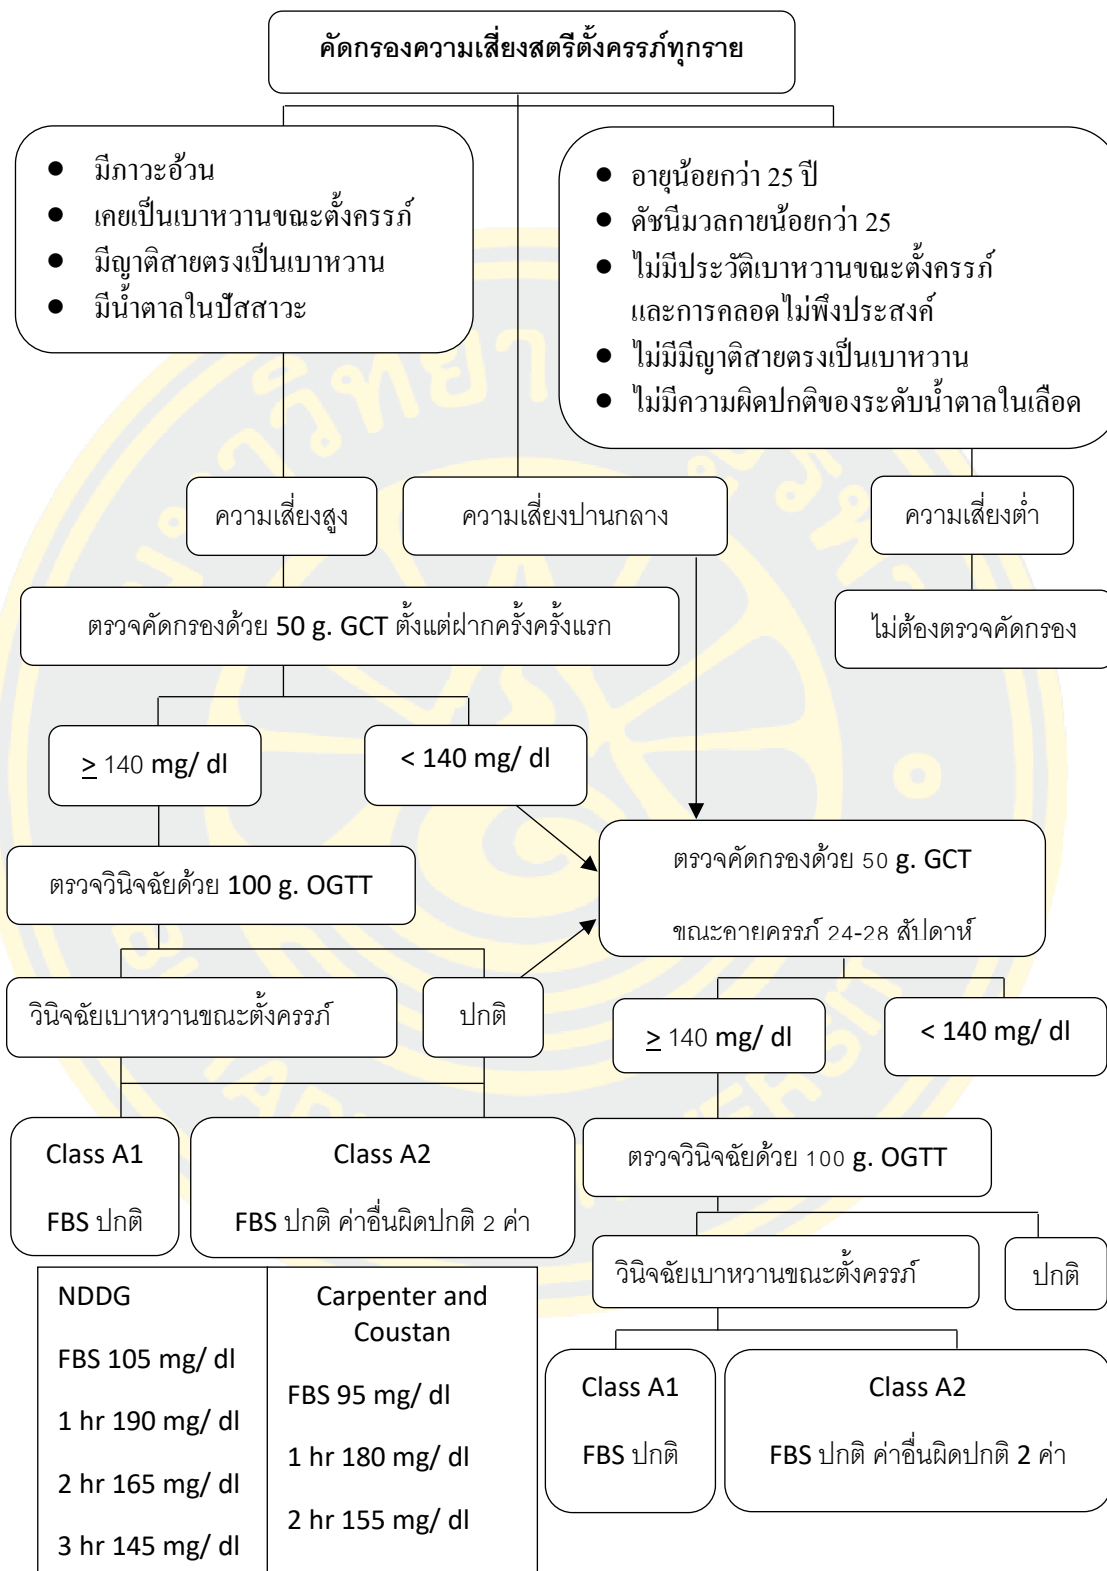 คัดกรองความเสี่ยงสตรีตั้งครรภ์ทุกราย
● มีภาวะอ้วน
● เคยเป็นเบาหวานขณะตั้งครรภ์
● มีญาติสายตรงเป็นเบาหวาน
● มีน้ำตาลในปัสสาวะ
● อายุน้อยกว่า 25 ปี
● ดัชนีมวลกายน้อยกว่า 25
● ไม่มีประวัติเบาหวานขณะตั้งครรภ์
และการคลอดไม่พึงประสงค์
● ไม่มีมีญาติสายตรงเป็นเบาหวาน
● ไม่มีความผิดปกติของระดับน้ำตาลในเลือด
ความเสี่ยงสูง
ความเสี่ยงปานกลาง
ความเสี่ยงต่ำ
ตรวจคัดกรองด้วย 50 g. GCT ตั้งแต่ฝากครั้งครั้งแรก
ไม่ต้องตรวจคัดกรอง
≥ 140 mg/ dl
< 140 mg/ dl
ตรวจวินิจฉัยด้วย 100 g. OGTT
ตรวจคัดกรองด้วย 50 g. GCT
ขณะอายุครรภ์ 24-28 สัปดาห์
วินิจฉัยเบาหวานขณะตั้งครรภ์
ปกติ
≥ 140 mg/ dl
< 140 mg/ dl
Class A1
FBS ปกติ
Class A2
FBS ปกติ ค่าอื่นผิดปกติ 2 ค่า
ตรวจวินิจฉัยด้วย 100 g. OGTT
วินิจฉัยเบาหวานขณะตั้งครรภ์
ปกติ
NDDG
FBS 105 mg/ dl
1 hr 190 mg/ dl
2 hr 165 mg/ dl
3 hr 145 mg/ dl
Carpenter and
Coustan
FBS 95 mg/ dl
1 hr 180 mg/ dl
2 hr 155 mg/ dl
Class A1
FBS ปกติ
Class A2
FBS ปกติ ค่าอื่นผิดปกติ 2 ค่า